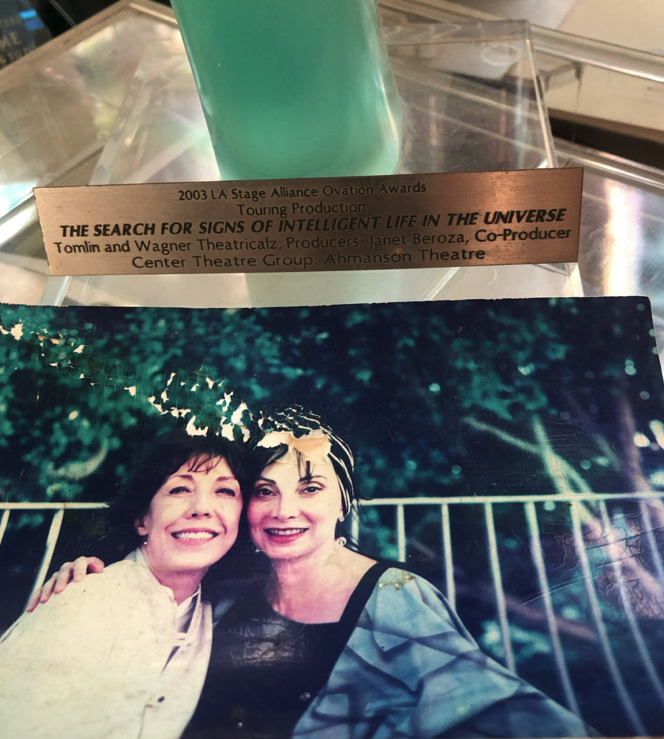 2003 LA Stage Alliance Ovation Awards
Touring Production
THE SEARCH FOR SIGNS OF INTELLIGENT LIFE IN THE UNIVERSE
Tomlin and Wagner Theatricalz, Producers; Janet Beroza, Co-Producer
Center Theatre Group: Ahmanson Theatre